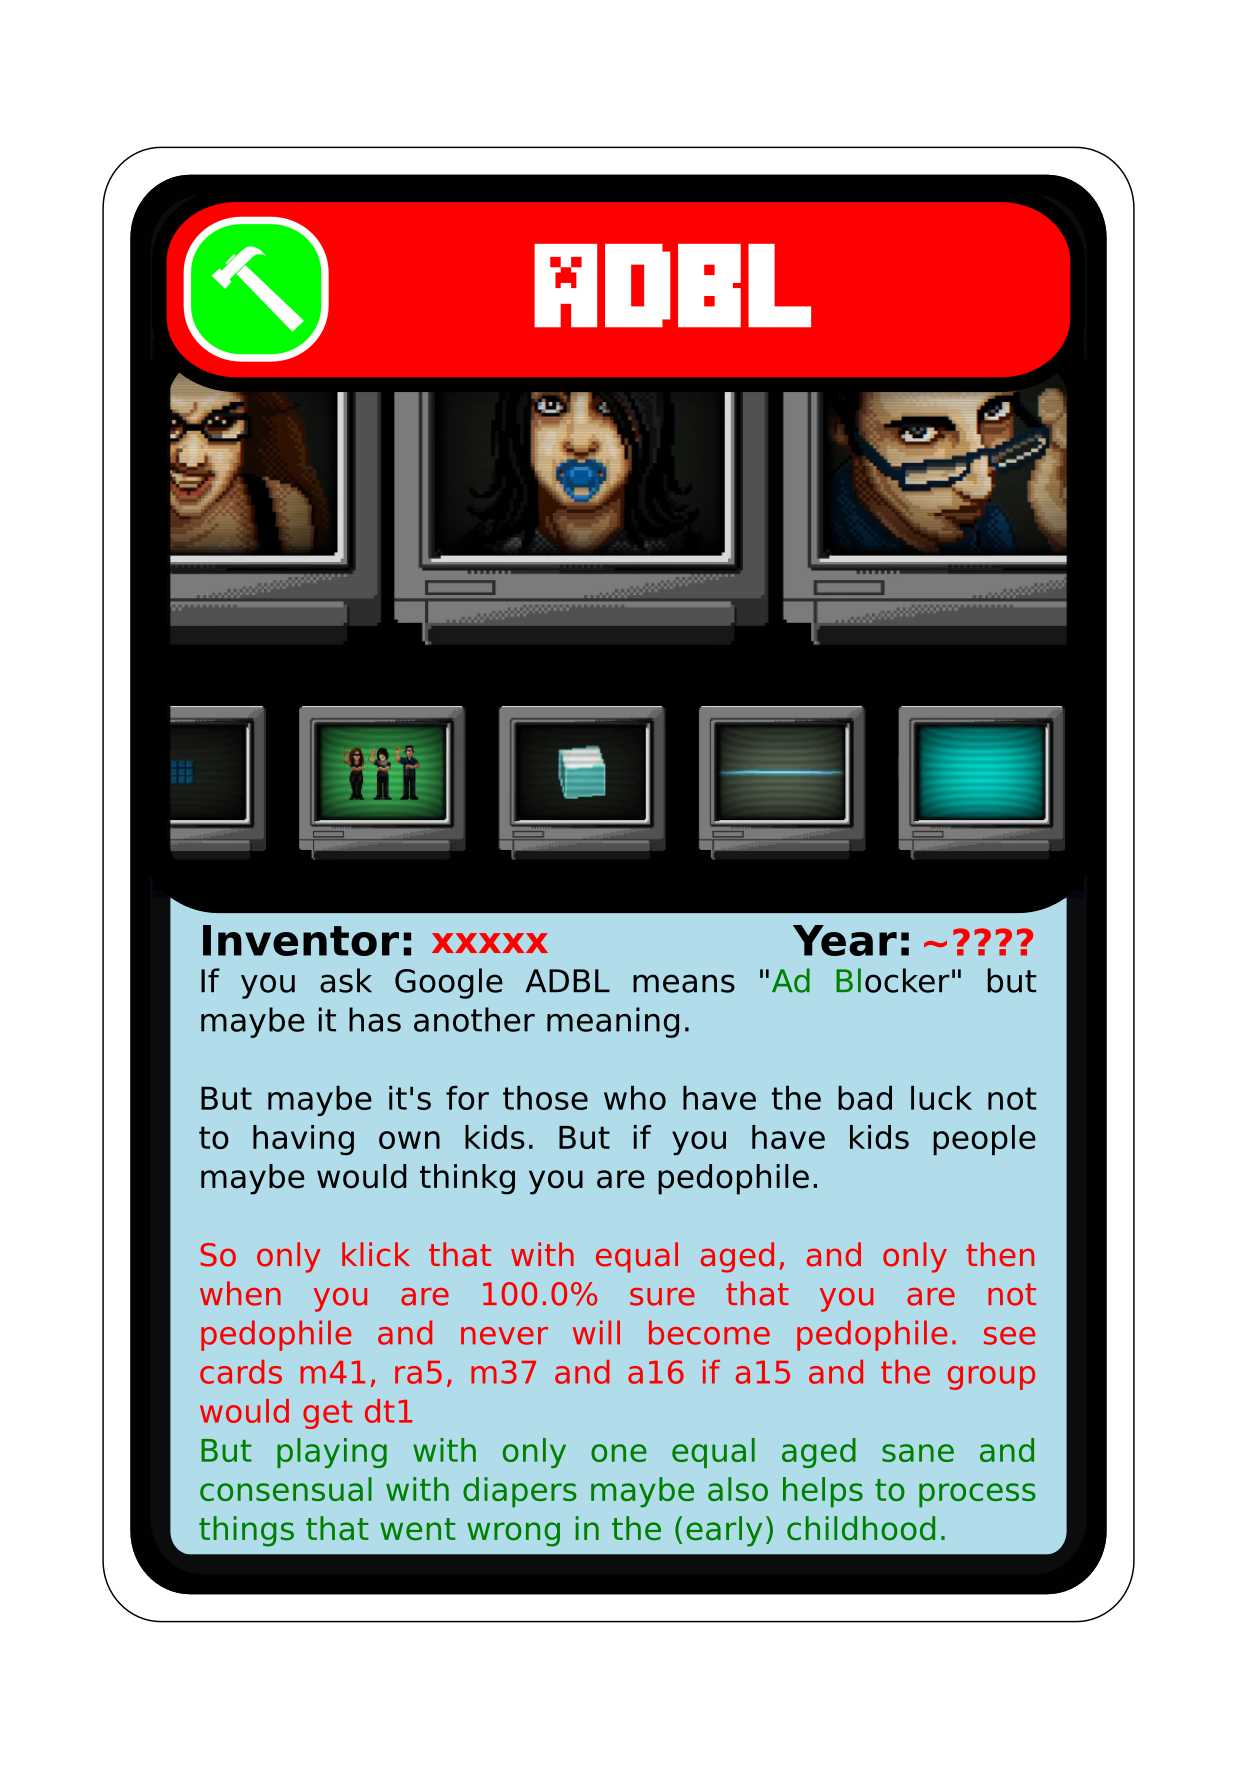 ADBL
Inventor: xxxxx Year: ~????
If you ask Google ADBL means "Ad Blocker" but
maybe it has another meaning.
But maybe it's for those who have the bad luck not
to having own kids. But if you have kids people
maybe would thinkg you are pedophile.
So only klick that with equal aged, and only then
when you are 100.0% sure that you are not
pedophile and never will become pedophile. see
cards m41, ra5, m37 and a16 if a15 and the group
would get dt1
But playing with only one equal aged sane and
consensual with diapers maybe also helps to process
things that went wrong in the (early) childhood.